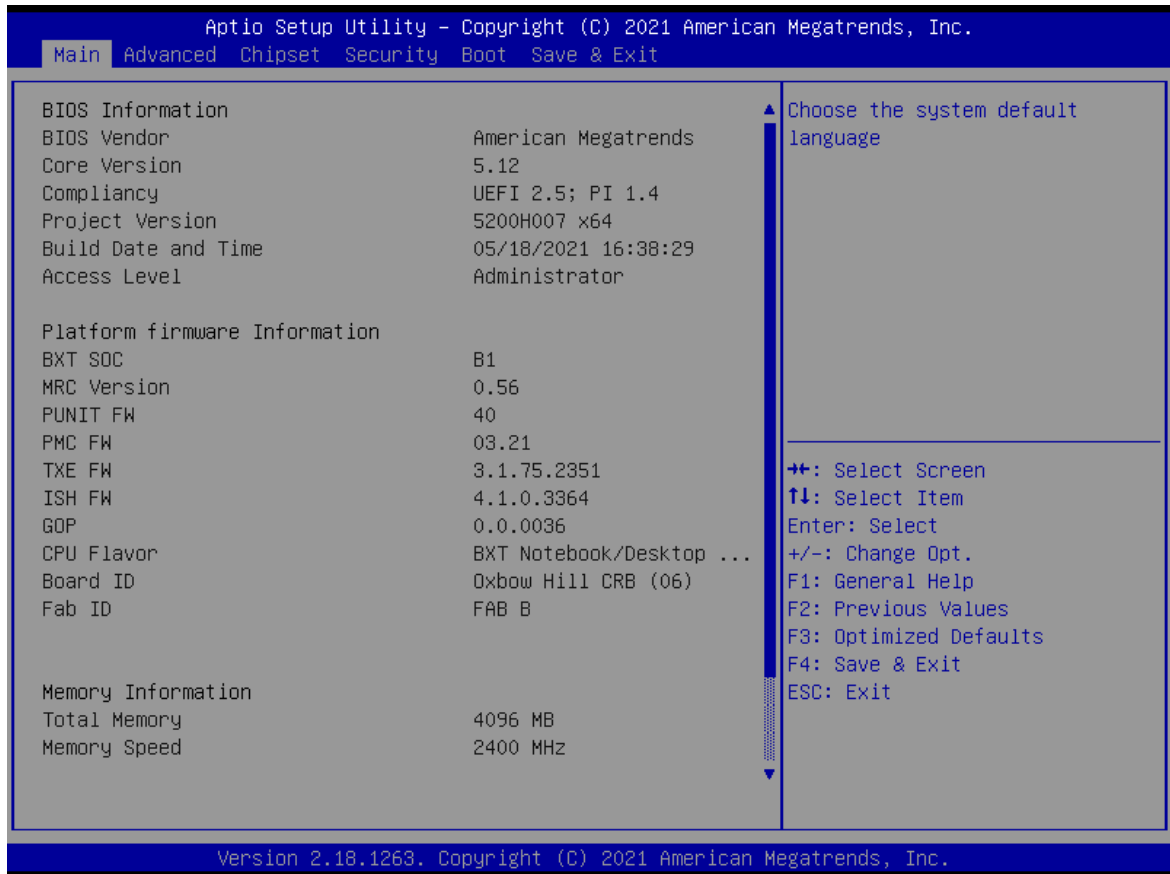 Aptio Setup Utility – Copyright (C) 2021 American Megatrends, Inc.
Main Advanced Chipset Security Boot Save & Exit
BIOS Information
BIOS Vendor American Megatrends
Core Version 5.12
Compliancy UEFI 2.5; PI 1.4
Project Version 5200H007 x64
Build Date and Time 05/18/2021 16:38:29
Access Level Administrator
Platform firmware Information
BXT SOC B1
MRC Version 0.56
PUNIT FW 40
PMC FW 03.21
TXE FW 3.1.75.2351
ISH FW 4.1.0.3364
GOP 0.0.0036
CPU Flavor BXT Notebook/Desktop ...
Board ID Oxbow Hill CRB (06)
Fab ID FAB B
Memory Information
Total Memory 4096 MB
Memory Speed 2400 MHz
Choose the system default
language
→←: Select Screen
↑↓: Select Item
Enter: Select
+/-: Change Opt.
F1: General Help
F2: Previous Values
F3: Optimized Defaults
F4: Save & Exit
ESC: Exit
Version 2.18.1263. Copyright (C) 2021 American Megatrends, Inc.